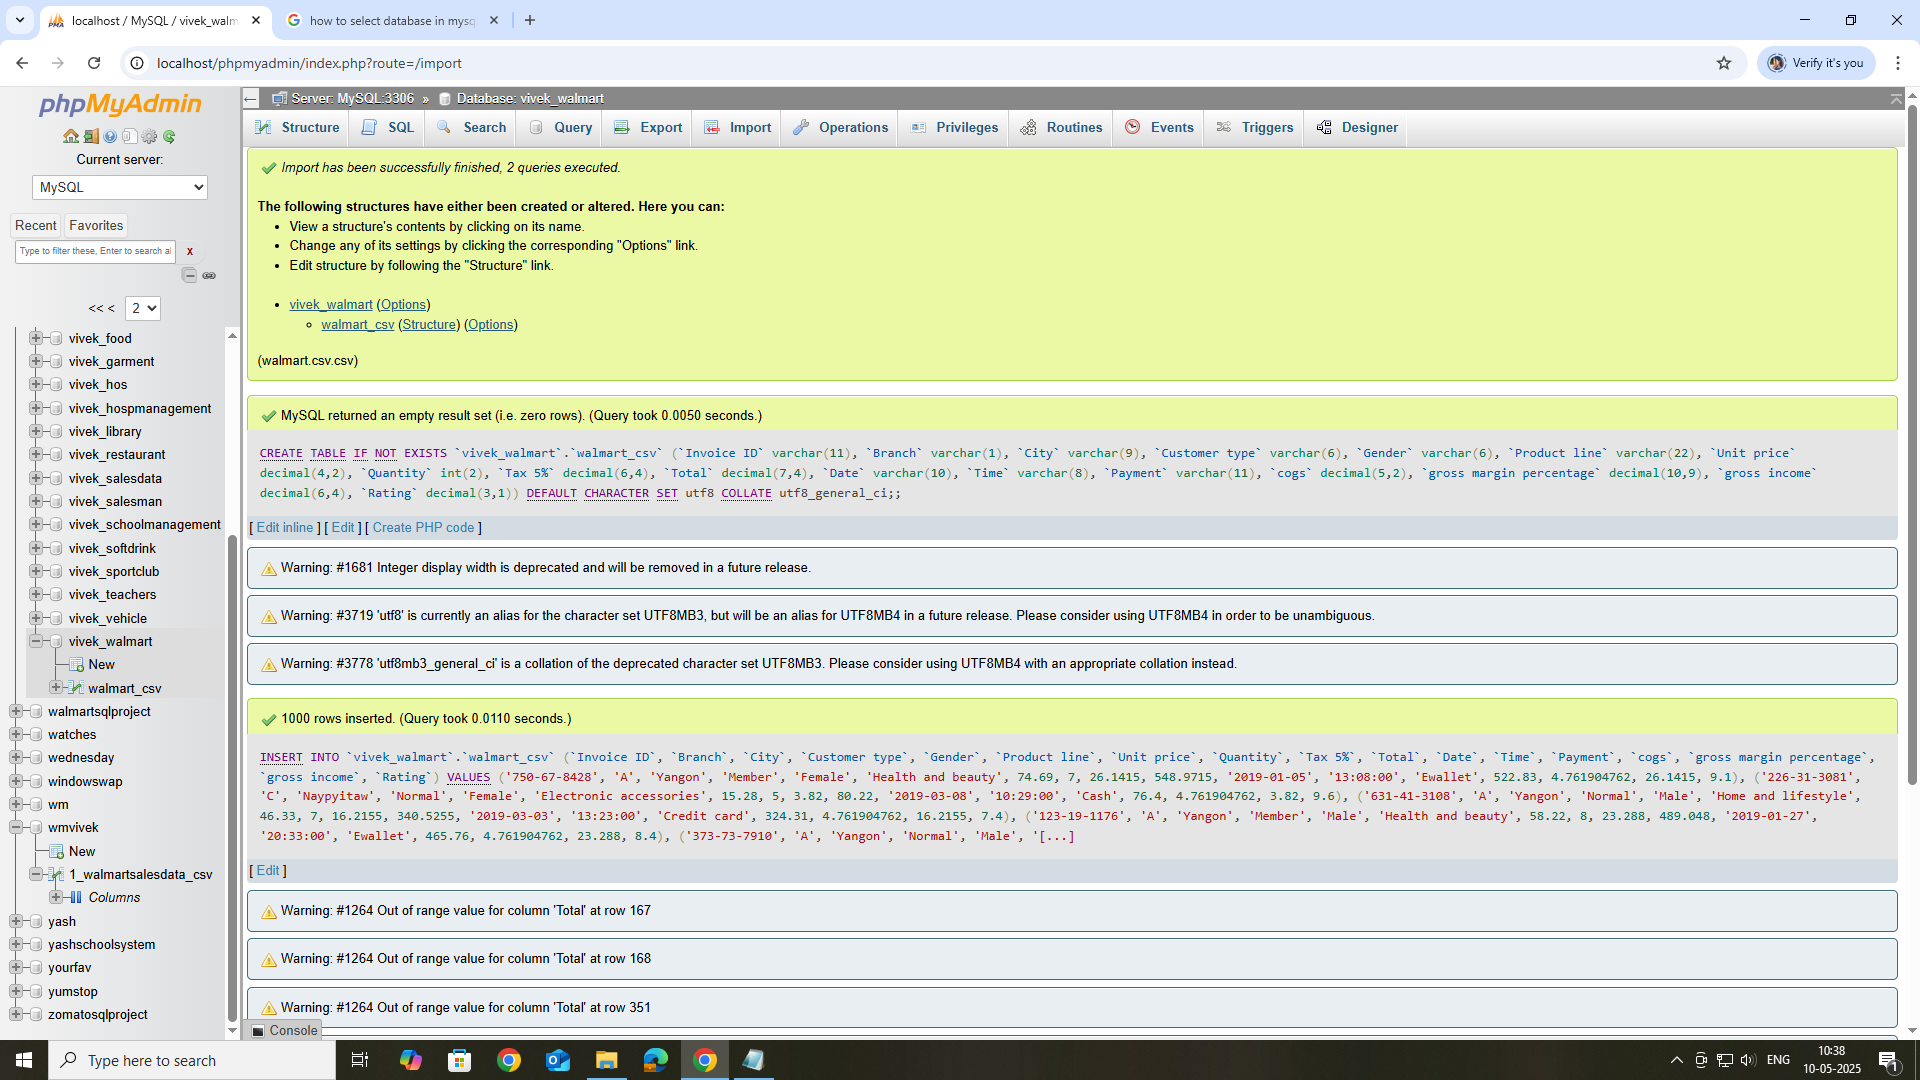 localhost / MySQL / vivek_walm
how to select database in mysq
localhost/phpmyadmin/index.php?route=/import
Verify it's you
phpMyAdmin
Current server:
MySQL
Recent
Favorites
Type to filter these, Enter to search al
x
<< <
2
vivek_food
vivek_garment
vivek_hos
vivek_hospmanagement
vivek_library
vivek_restaurant
vivek_salesdata
vivek_salesman
vivek_schoolmanagement
vivek_softdrink
vivek_sportclub
vivek_teachers
vivek_vehicle
vivek_walmart
New
walmart_csv
walmartsqlproject
watches
wednesday
windowswap
wm
wmvivek
New
1_walmartsalesdata_csv
Columns
yash
yashschoolsystem
yourfav
yumstop
zomatosqlproject
Server: MySQL:3306 » Database: vivek_walmart
Structure
SQL
Search
Query
Export
Import
Operations
Privileges
Routines
Events
Triggers
Designer
Import has been successfully finished, 2 queries executed.
The following structures have either been created or altered. Here you can:
• View a structure's contents by clicking on its name.
• Change any of its settings by clicking the corresponding "Options" link.
• Edit structure by following the "Structure" link.
• vivek_walmart (Options)
walmart_csv (Structure) (Options)
(walmart.csv.csv)
MySQL returned an empty result set (i.e. zero rows). (Query took 0.0050 seconds.)
CREATE TABLE IF NOT EXISTS `vivek_walmart`.`walmart_csv` (`Invoice ID` varchar(11), `Branch` varchar(1), `City` varchar(9), `Customer type` varchar(6), `Gender` varchar(6), `Product line` varchar(22), `Unit price`
decimal(4,2), `Quantity` int(2), `Tax 5%` decimal(6,4), `Total` decimal(7,4), `Date` varchar(10), `Time` varchar(8), `Payment` varchar(11), `cogs` decimal(5,2), `gross margin percentage` decimal(10,9), `gross income`
decimal(6,4), `Rating` decimal(3,1)) DEFAULT CHARACTER SET utf8 COLLATE utf8_general_ci;;
[ Edit inline ] [ Edit ] [ Create PHP code ]
Warning: #1681 Integer display width is deprecated and will be removed in a future release.
Warning: #3719 'utf8' is currently an alias for the character set UTF8MB3, but will be an alias for UTF8MB4 in a future release. Please consider using UTF8MB4 in order to be unambiguous.
Warning: #3778 'utf8mb3_general_ci' is a collation of the deprecated character set UTF8MB3. Please consider using UTF8MB4 with an appropriate collation instead.
1000 rows inserted. (Query took 0.0110 seconds.)
INSERT INTO `vivek_walmart`.`walmart_csv` (`Invoice ID`, `Branch`, `City`, `Customer type`, `Gender`, `Product line`, `Unit price`, `Quantity`, `Tax 5%`, `Total`, `Date`, `Time`, `Payment`, `cogs`, `gross margin percentage`,
`gross income`, `Rating`) VALUES ('750-67-8428', 'A', 'Yangon', 'Member', 'Female', 'Health and beauty', 74.69, 7, 26.1415, 548.9715, '2019-01-05', '13:08:00', 'Ewallet', 522.83, 4.761904762, 26.1415, 9.1), ('226-31-3081',
'C', 'Naypyitaw', 'Normal', 'Female', 'Electronic accessories', 15.28, 5, 3.82, 80.22, '2019-03-08', '10:29:00', 'Cash', 76.4, 4.761904762, 3.82, 9.6), ('631-41-3108', 'A', 'Yangon', 'Normal', 'Male', 'Home and lifestyle',
46.33, 7, 16.2155, 340.5255, '2019-03-03', '13:23:00', 'Credit card', 324.31, 4.761904762, 16.2155, 7.4), ('123-19-1176', 'A', 'Yangon', 'Member', 'Male', 'Health and beauty', 58.22, 8, 23.288, 489.048, '2019-01-27',
'20:33:00', 'Ewallet', 465.76, 4.761904762, 23.288, 8.4), ('373-73-7910', 'A', 'Yangon', 'Normal', 'Male', '[...]
[ Edit ]
Warning: #1264 Out of range value for column 'Total' at row 167
Warning: #1264 Out of range value for column 'Total' at row 168
Warning: #1264 Out of range value for column 'Total' at row 351
Console
Type here to search
ENG
10:38
10-05-2025
1